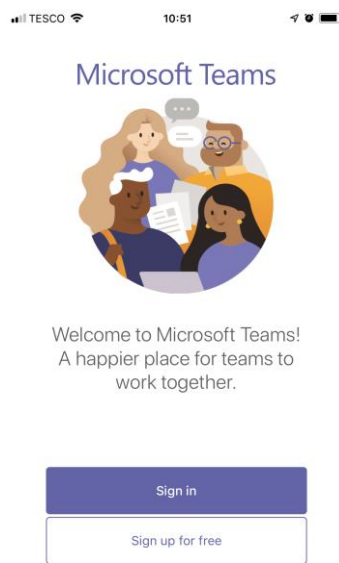 TESCO 10:51
Microsoft Teams
Welcome to Microsoft Teams!
A happier place for teams to
work together.
Sign in
Sign up for free